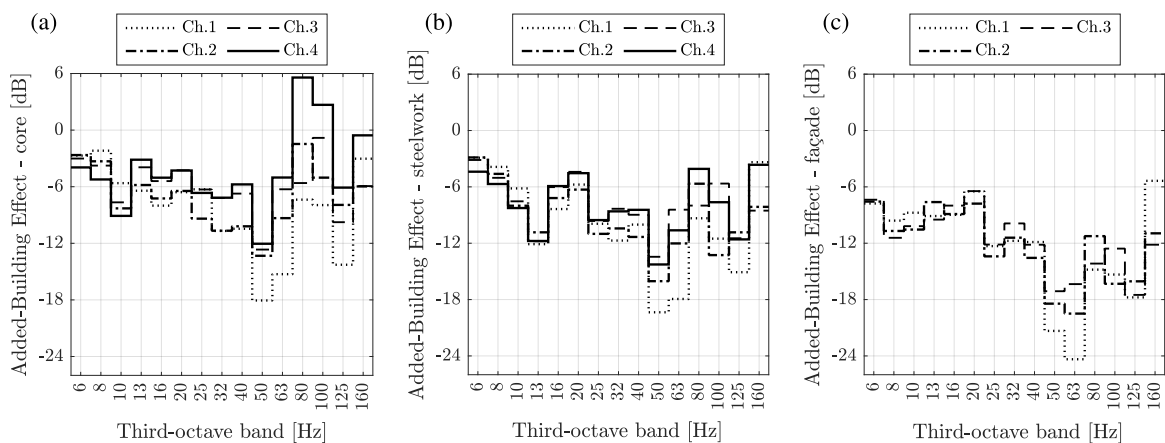 (a)
Ch.1 Ch.3
Ch.2 Ch.4
Added-Building Effect - core [dB]
6
0
-6
-12
-18
-24
6 8 10 13 16 20 25 32 40 50 63 80 100 125 160
Third-octave band [Hz]
(b)
Ch.1 Ch.3
Ch.2 Ch.4
Added-Building Effect - steelwork [dB]
6
0
-6
-12
-18
-24
6 8 10 13 16 20 25 32 40 50 63 80 100 125 160
Third-octave band [Hz]
(c)
Ch.1 Ch.3
Ch.2
Added-Building Effect - façade [dB]
6
0
-6
-12
-18
-24
6 8 10 13 16 20 25 32 40 50 63 80 100 125 160
Third-octave band [Hz]